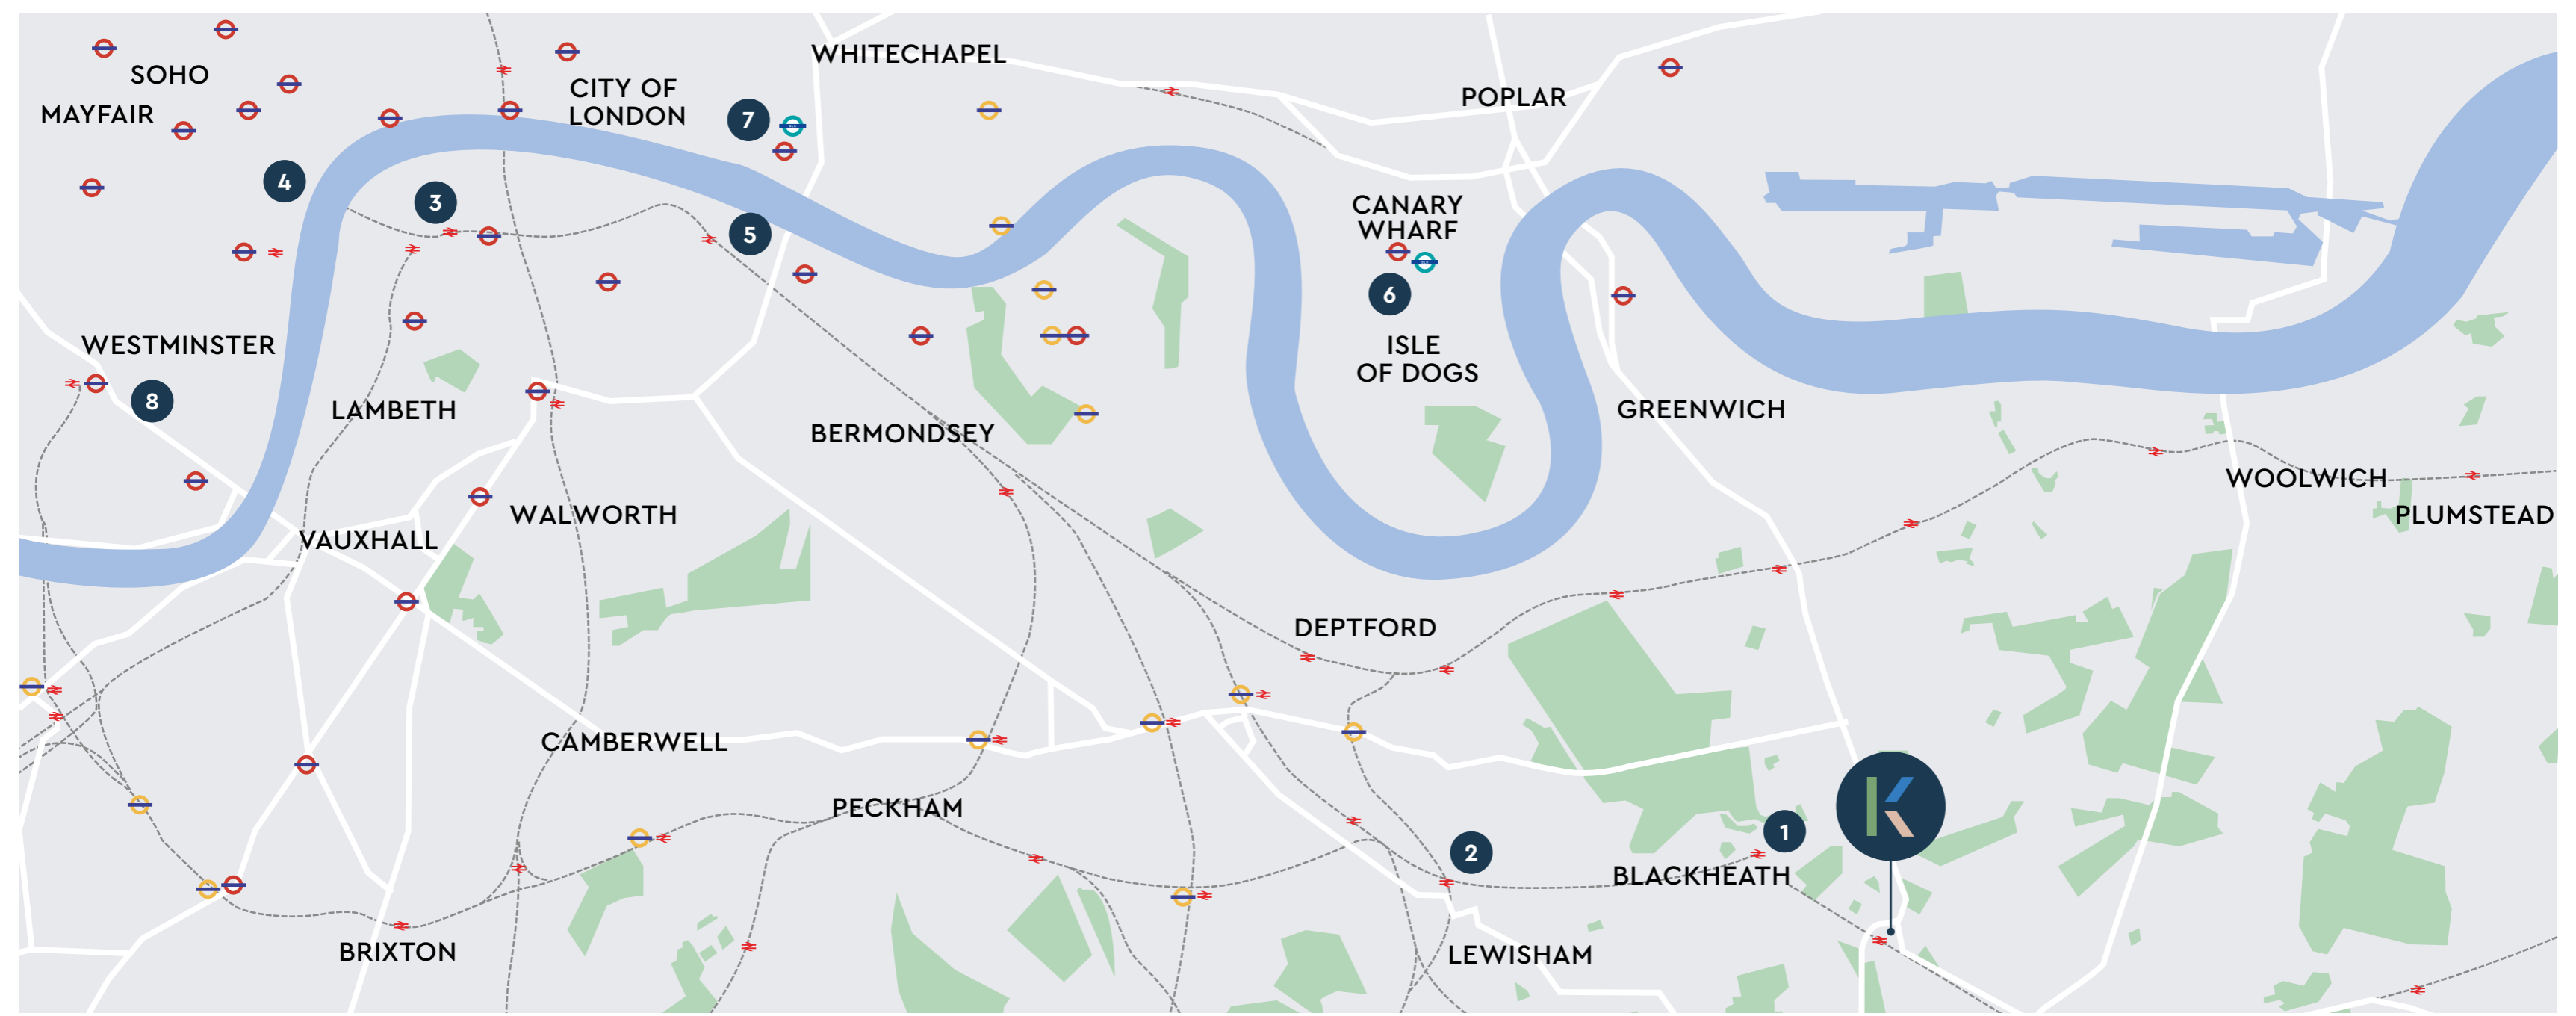 SOHO
MAYFAIR
CITY OF
LONDON
WHITECHAPEL
7
POPLAR
4
3
5
CANARY
WHARF
6
ISLE
OF DOGS
WESTMINSTER
8
LAMBETH
BERMONDSEY
GREENWICH
WOOLWICH
PLUMSTEAD
WALWORTH
VAUXHALL
DEPTFORD
CAMBERWELL
PECKHAM
K
1
2
BLACKHEATH
BRIXTON
LEWISHAM